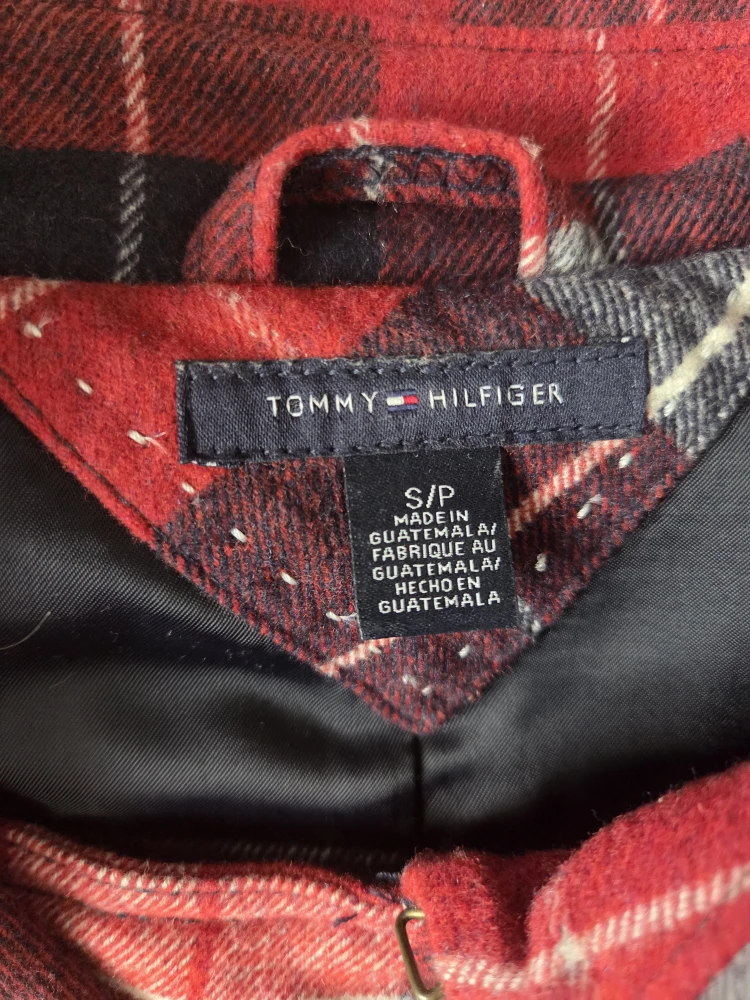 TOMMY HILFIGER
S/P
MADE IN
GUATEMALA/
FABRIQUE AU
GUATEMALA/
HECHO EN
GUATEMALA